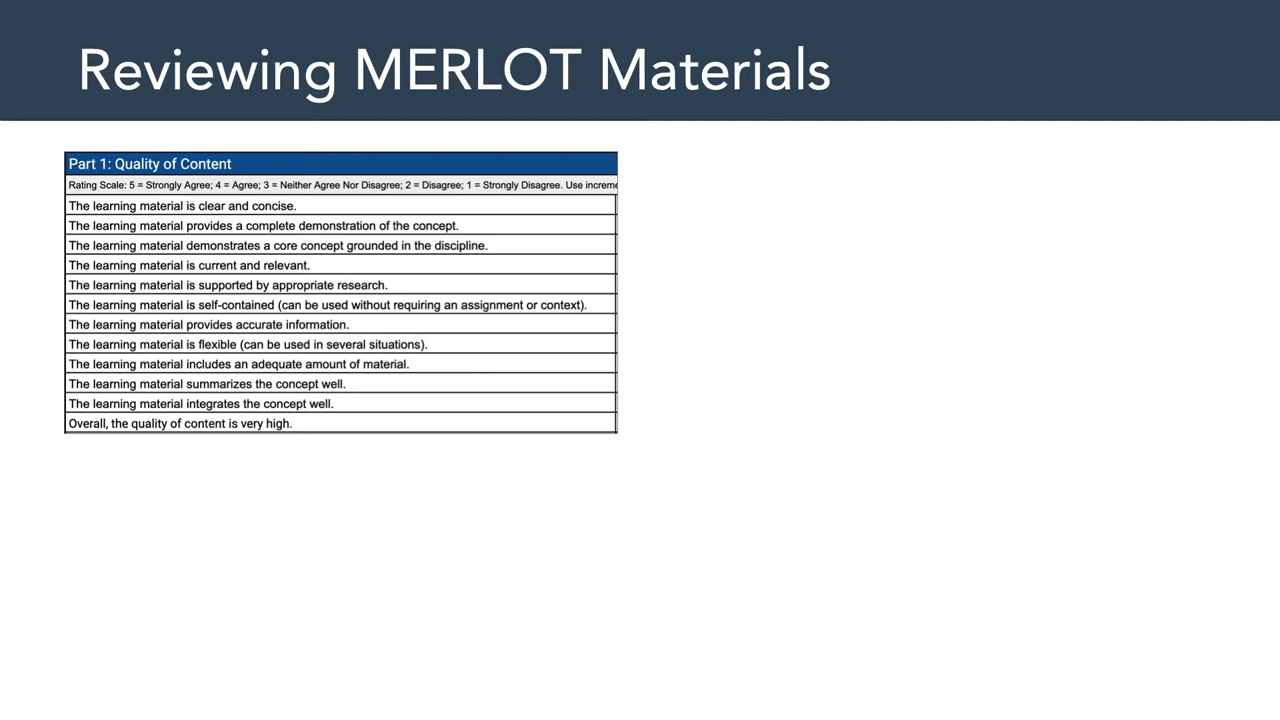 Reviewing MERLOT Materials
Part 1: Quality of Content
Rating Scale: 5 = Strongly Agree; 4 = Agree; 3 = Neither Agree Nor Disagree; 2 = Disagree; 1 = Strongly Disagree. Use
The learning material is clear and concise.
The learning material provides a complete demonstration of the concept.
The learning material demonstrates a core concept grounded in the discipline.
The learning material is current and relevant.
The learning material is supported by appropriate research.
The learning material is self-contained (can be used without requiring an assignment or context).
The learning material provides accurate information.
The learning material is flexible (can be used in several situations).
The learning material includes an adequate amount of material.
The learning material summarizes the concept well.
The learning material integrates the concept well.
Overall, the quality of content is very high.